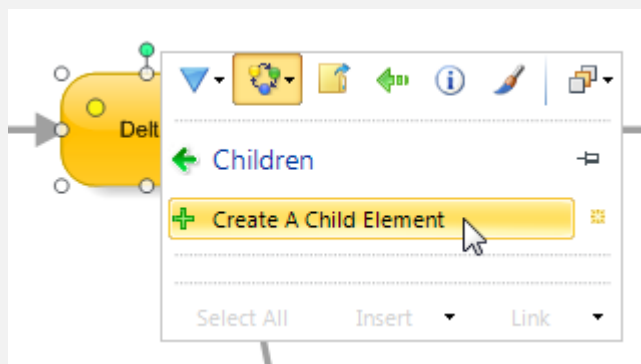 Delt
Children
Create A Child Element
Select All Insert Link